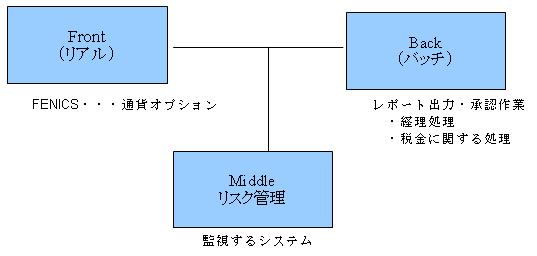 Front
（リアル）
Back
（バッチ）
FENICS・・・通貨オプション
レポート出力・承認作業
・経理処理
・税金に関する処理
Middle
リスク管理
監視するシステム